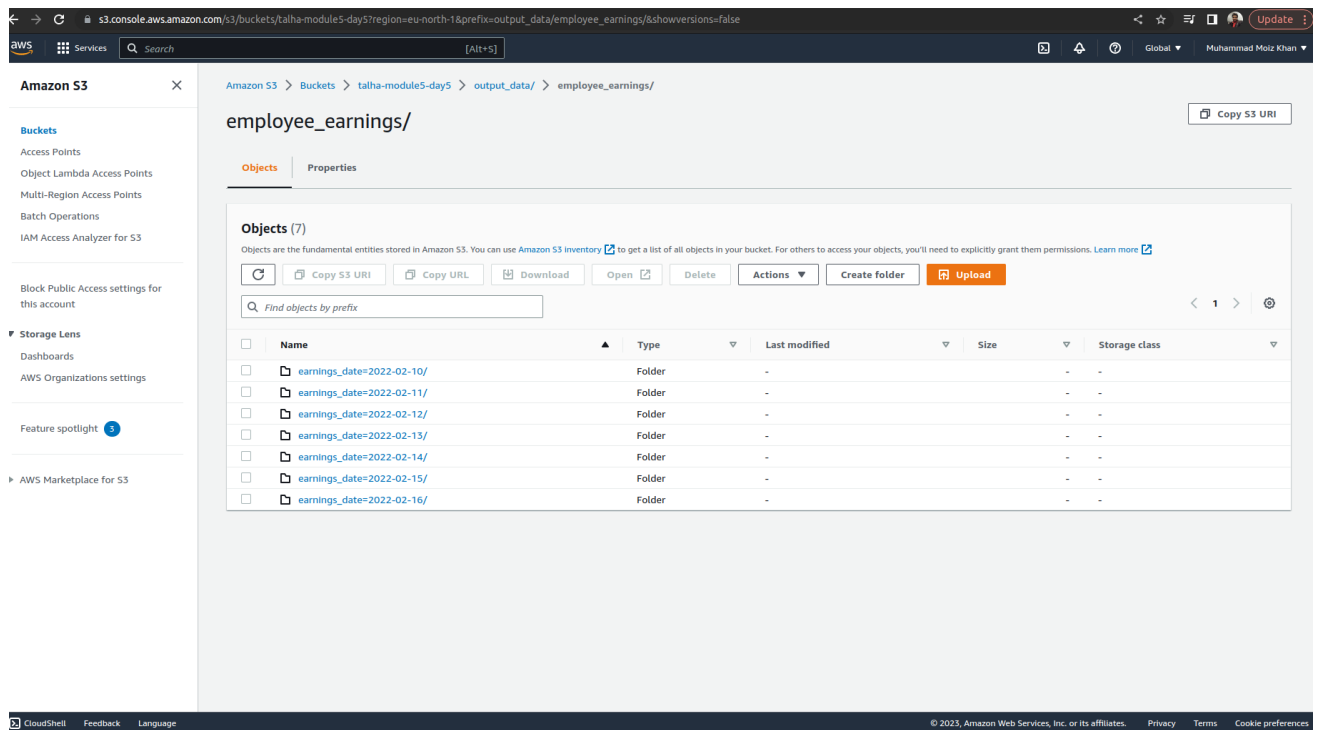 s3.console.aws.amazon.com/s3/buckets/talha-module5-day5?region=eu-north-1&prefix=output_data/employee_earnings/&showversions=false
Update
aws Services Search [Alt+S] Global Muhammad Moiz Khan
Amazon S3
Buckets
Access Points
Object Lambda Access Points
Multi-Region Access Points
Batch Operations
IAM Access Analyzer for S3
Block Public Access settings for
this account
Storage Lens
Dashboards
AWS Organizations settings
Feature spotlight 3
AWS Marketplace for S3
Amazon S3 > Buckets > talha-module5-day5 > output_data/ > employee_earnings/
employee_earnings/
Copy S3 URI
Objects Properties
Objects (7)
Objects are the fundamental entities stored in Amazon S3. You can use Amazon S3 inventory to get a list of all objects in your bucket. For others to access your objects, you'll need to explicitly grant them permissions. Learn more
Copy S3 URI Copy URL Download Open Delete Actions Create folder Upload
Find objects by prefix
< 1 >
Name Type Last modified Size Storage class
earnings_date=2022-02-10/ Folder - - -
earnings_date=2022-02-11/ Folder - - -
earnings_date=2022-02-12/ Folder - - -
earnings_date=2022-02-13/ Folder - - -
earnings_date=2022-02-14/ Folder - - -
earnings_date=2022-02-15/ Folder - - -
earnings_date=2022-02-16/ Folder - - -
CloudShell Feedback Language © 2023, Amazon Web Services, Inc. or its affiliates. Privacy Terms Cookie preferences